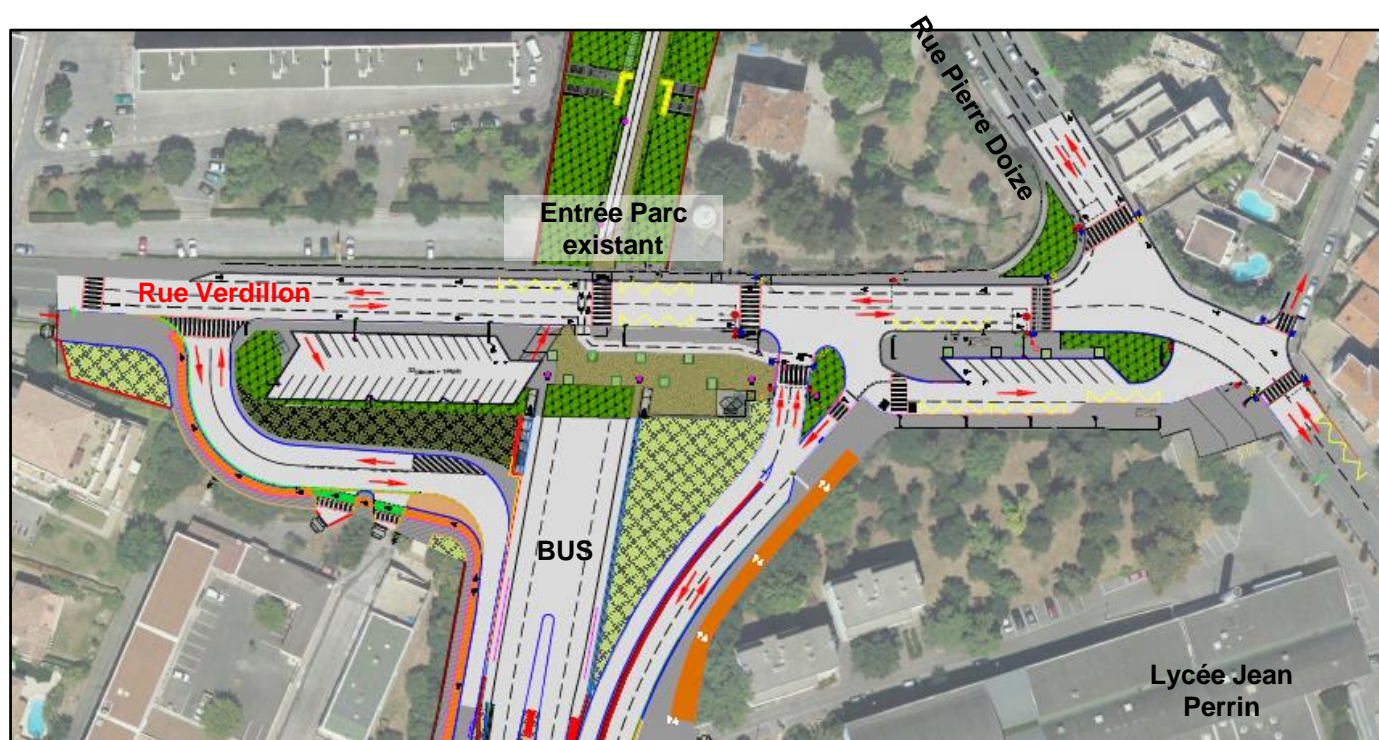 Rue Pierre Doize
Entrée Parc
existant
Rue Verdillon
BUS
Lycée Jean
Perrin